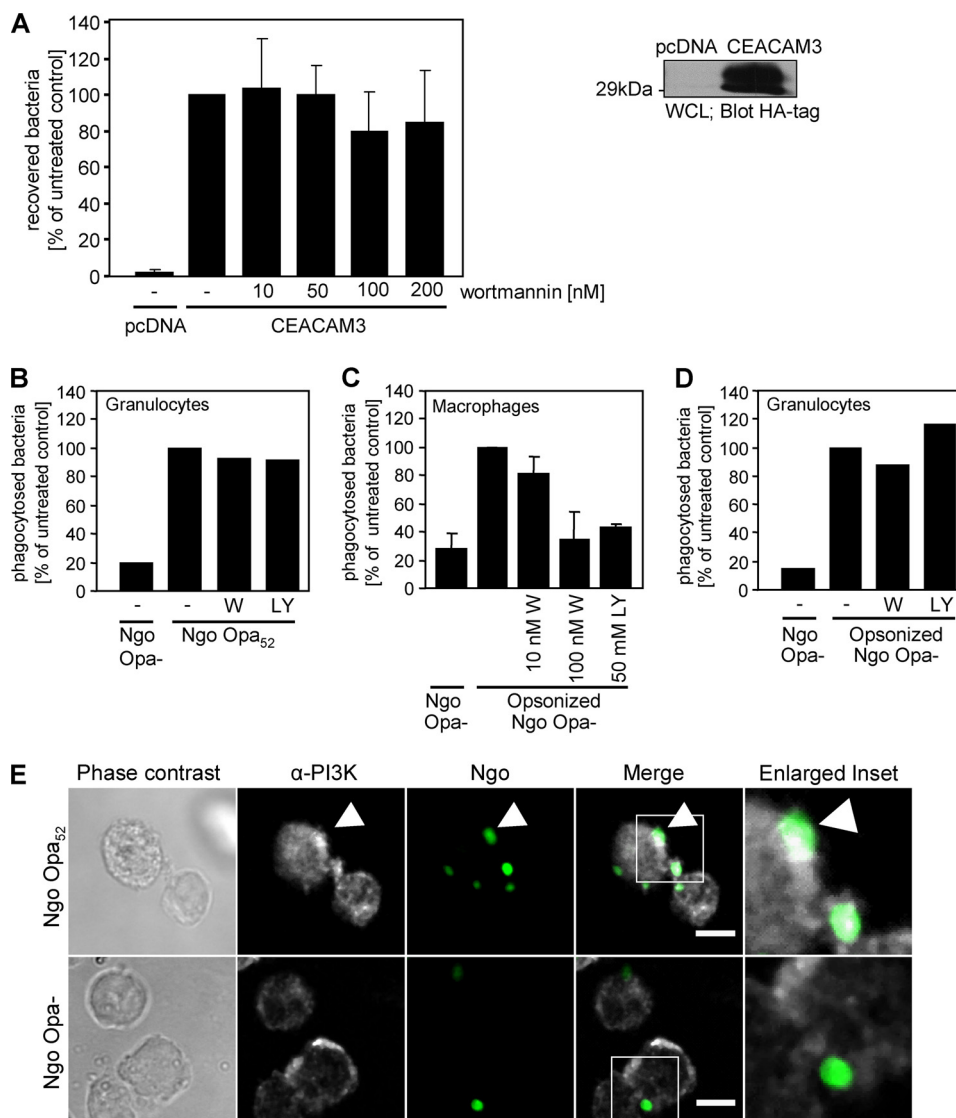 A
recovered bacteria
[% of untreated control]
140
120
100
80
60
40
20
0
- - 10 50 100 200 wortmannin [nM]
pcDNA CEACAM3
pcDNA CEACAM3
29kDa
WCL; Blot HA-tag
B
phagocytosed bacteria
[% of untreated control]
140
120
100
80
60
40
20
0
Granulocytes
- - W LY
Ngo Opa-
Ngo Opa52
C
phagocytosed bacteria
[% of untreated control]
140
120
100
80
60
40
20
0
Macrophages
10 nM W
100 nM W
50 mM LY
Ngo Opa-
Opsonized
Ngo Opa-
D
phagocytosed bacteria
[% of untreated control]
140
120
100
80
60
40
20
0
Granulocytes
- - W LY
Ngo Opa-
Opsonized
Ngo Opa-
E
Phase contrast α-PI3K Ngo Merge Enlarged Inset
Ngo Opa52
Ngo Opa-